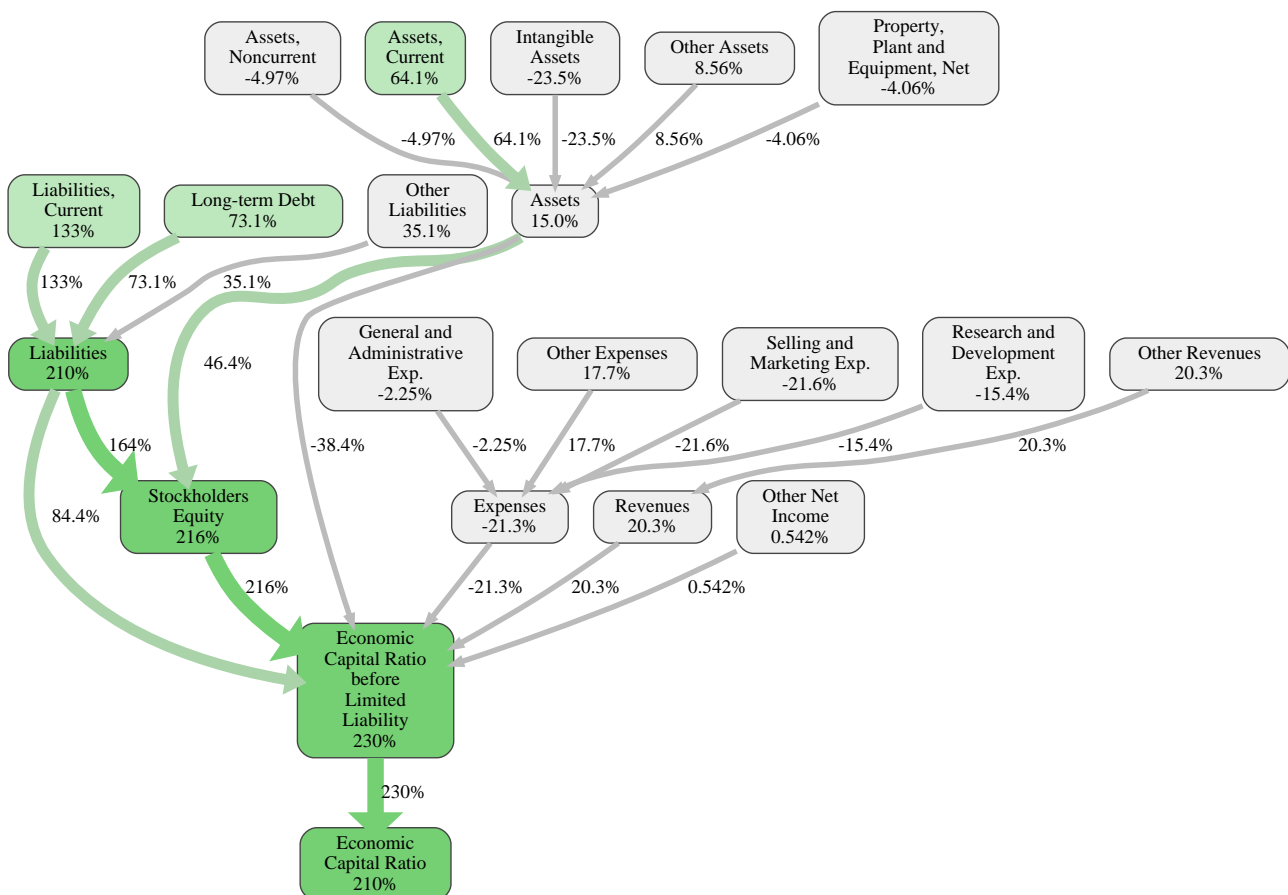 Assets,
Noncurrent
-4.97%
Assets,
Current
64.1%
Intangible
Assets
-23.5%
Other Assets
8.56%
Property,
Plant and
Equipment, Net
-4.06%
-4.97%
64.1%
-23.5%
8.56%
-4.06%
Liabilities,
Current
133%
Long-term Debt
73.1%
Other
Liabilities
35.1%
Assets
15.0%
133%
73.1%
35.1%
Liabilities
210%
46.4%
-38.4%
General and
Administrative
Exp.
-2.25%
Other Expenses
17.7%
Selling and
Marketing Exp.
-21.6%
Research and
Development
Exp.
-15.4%
Other Revenues
20.3%
164%
-2.25%
17.7%
-21.6%
-15.4%
20.3%
84.4%
Stockholders
Equity
216%
Expenses
-21.3%
Revenues
20.3%
Other Net
Income
0.542%
216%
-21.3%
20.3%
0.542%
Economic
Capital Ratio
before
Limited
Liability
230%
230%
Economic
Capital Ratio
210%